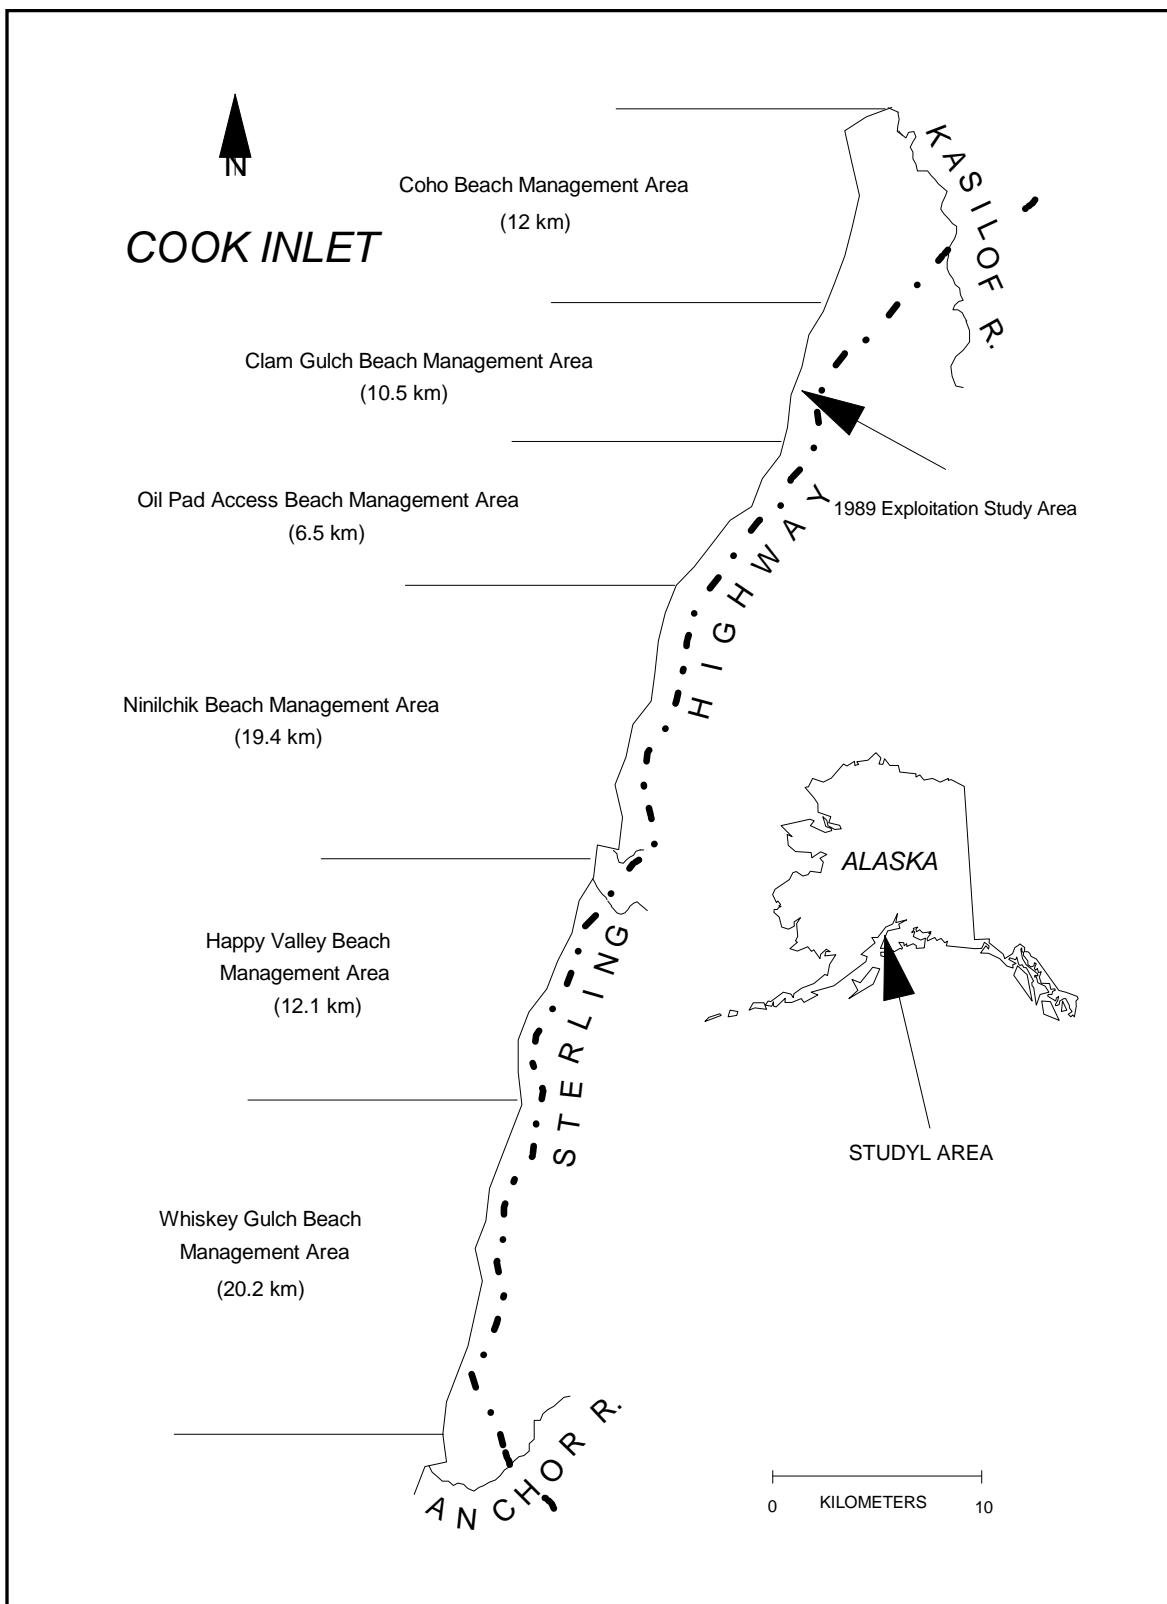 N
KASILOF R.
Coho Beach Management Area
(12 km)
COOK INLET
Clam Gulch Beach Management Area
(10.5 km)
Oil Pad Access Beach Management Area
(6.5 km)
1989 Exploitation Study Area
STERLING HIGHWAY
Ninilchik Beach Management Area
(19.4 km)
ALASKA
Happy Valley Beach
Management Area
(12.1 km)
STUDYL AREA
Whiskey Gulch Beach
Management Area
(20.2 km)
ANCHOR R.
0 KILOMETERS 10